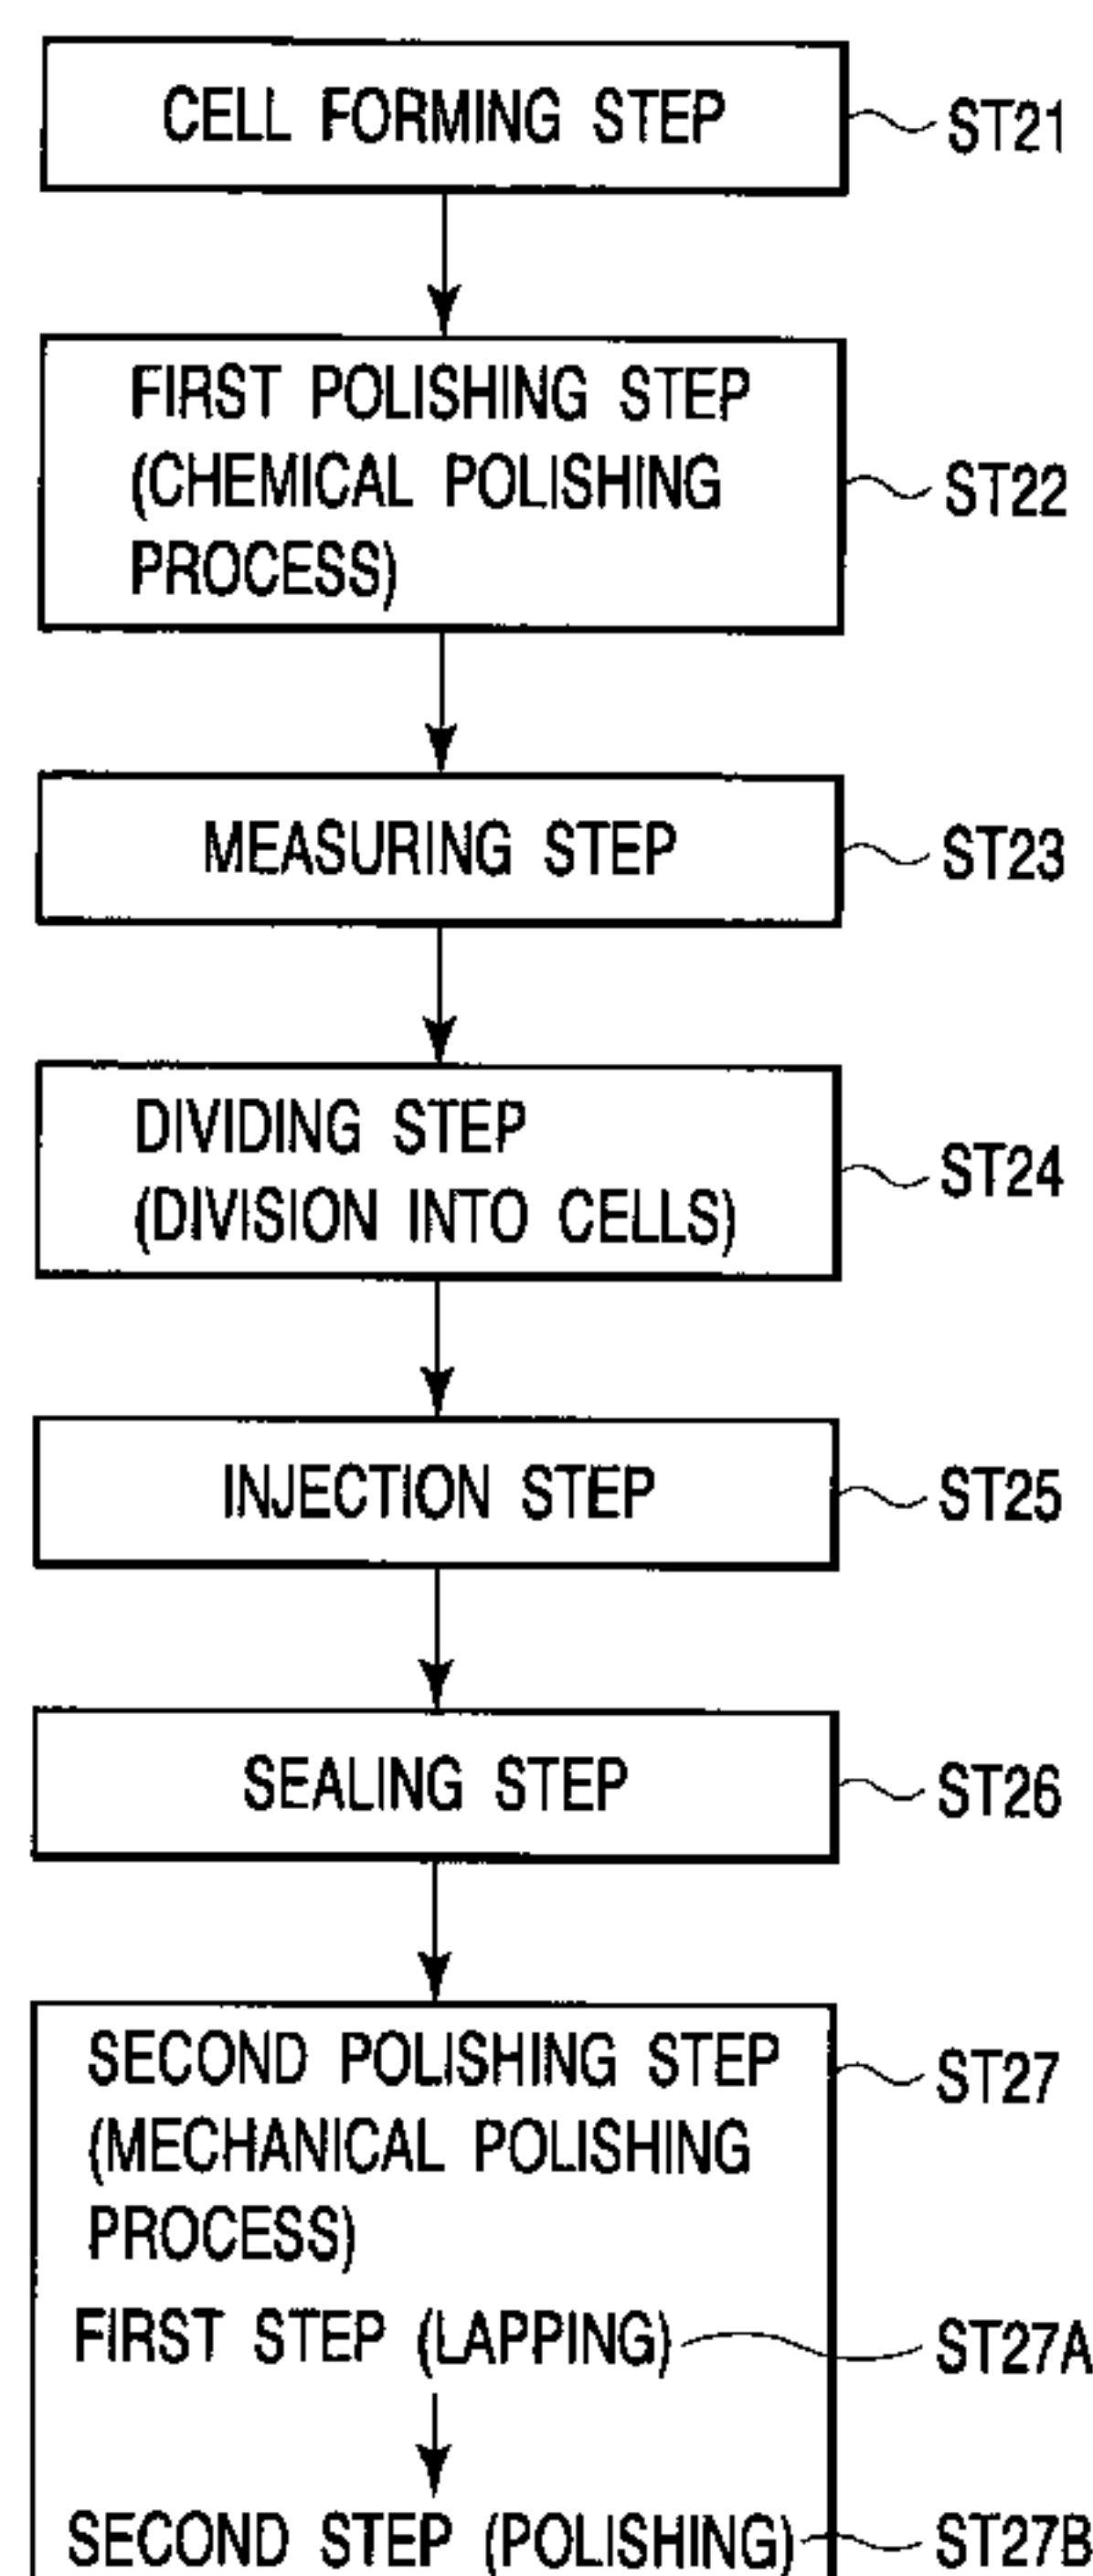 CELL FORMING STEP ST21
FIRST POLISHING STEP
(CHEMICAL POLISHING ST22
PROCESS)
MEASURING STEP ST23
DIVIDING STEP
(DIVISION INTO CELLS) ST24
INJECTION STEP ST25
SEALING STEP ST26
SECOND POLISHING STEP ST27
(MECHANICAL POLISHING
PROCESS)
FIRST STEP (LAPPING) ST27A
SECOND STEP (POLISHING) ST27B